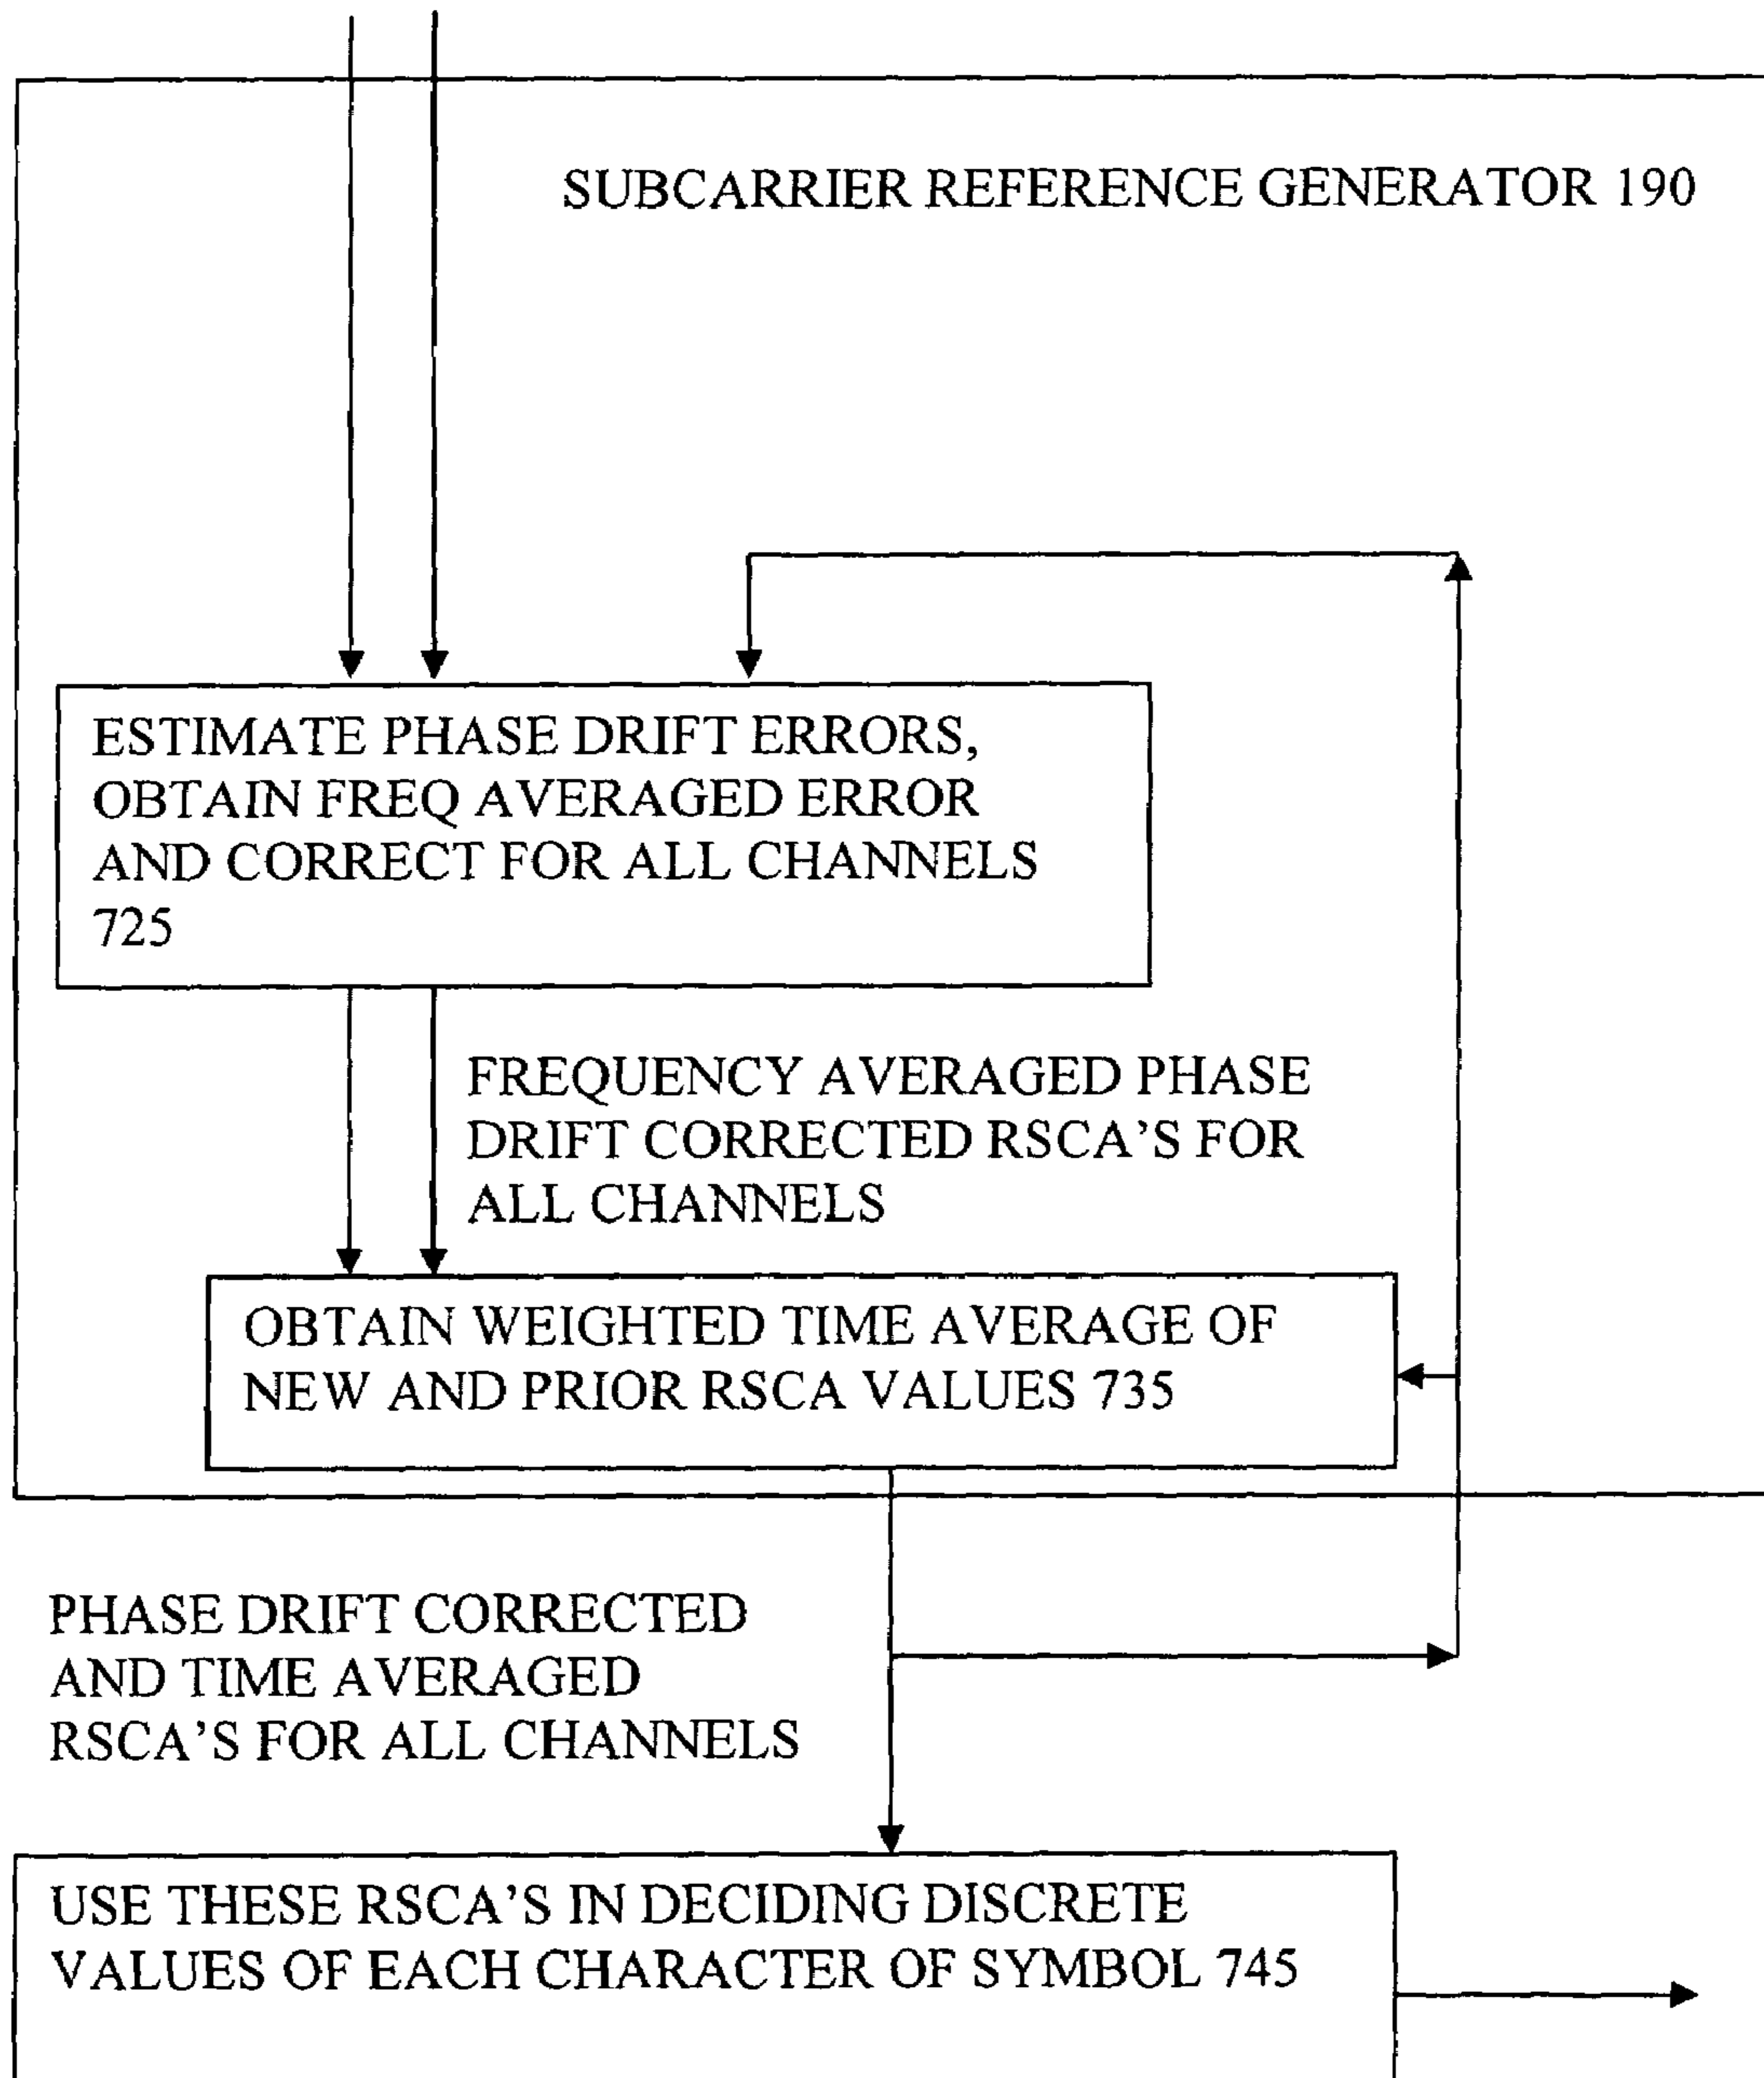 SUBCARRIER REFERENCE GENERATOR 190
ESTIMATE PHASE DRIFT ERRORS,
OBTAIN FREQ AVERAGED ERROR
AND CORRECT FOR ALL CHANNELS
725
FREQUENCY AVERAGED PHASE
DRIFT CORRECTED RSCA'S FOR
ALL CHANNELS
OBTAIN WEIGHTED TIME AVERAGE OF
NEW AND PRIOR RSCA VALUES 735
PHASE DRIFT CORRECTED
AND TIME AVERAGED
RSCA'S FOR ALL CHANNELS
USE THESE RSCA'S IN DECIDING DISCRETE
VALUES OF EACH CHARACTER OF SYMBOL 745